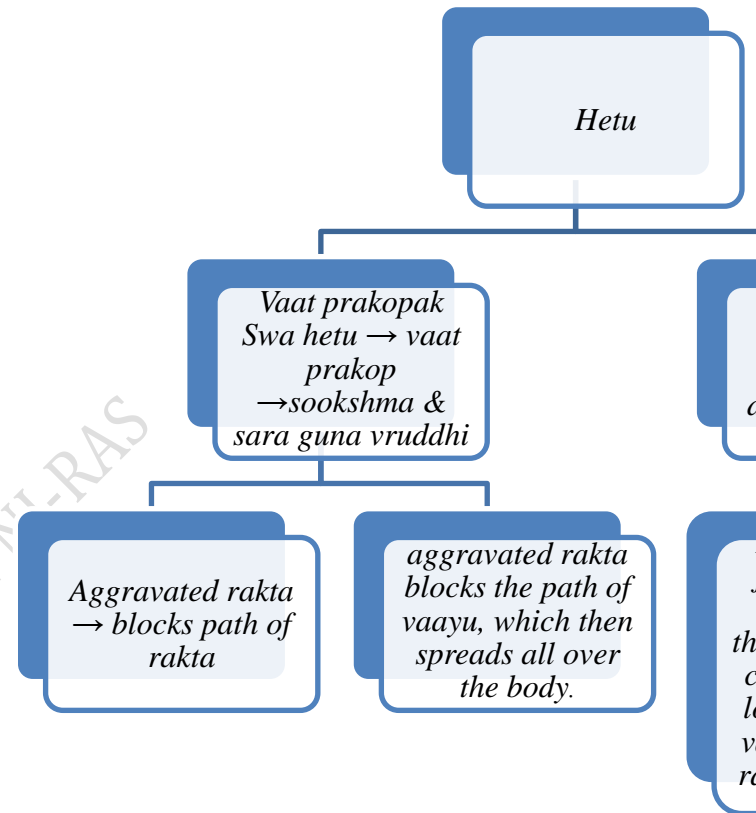 Hetu
Vaat prakopak
Swa hetu → vaat
prakop
→sookshma &
sara guna vruddhi
Aggravated rakta
→ blocks path of
rakta
aggravated rakta
blocks the path of
vaayu, which then
spreads all over
the body.